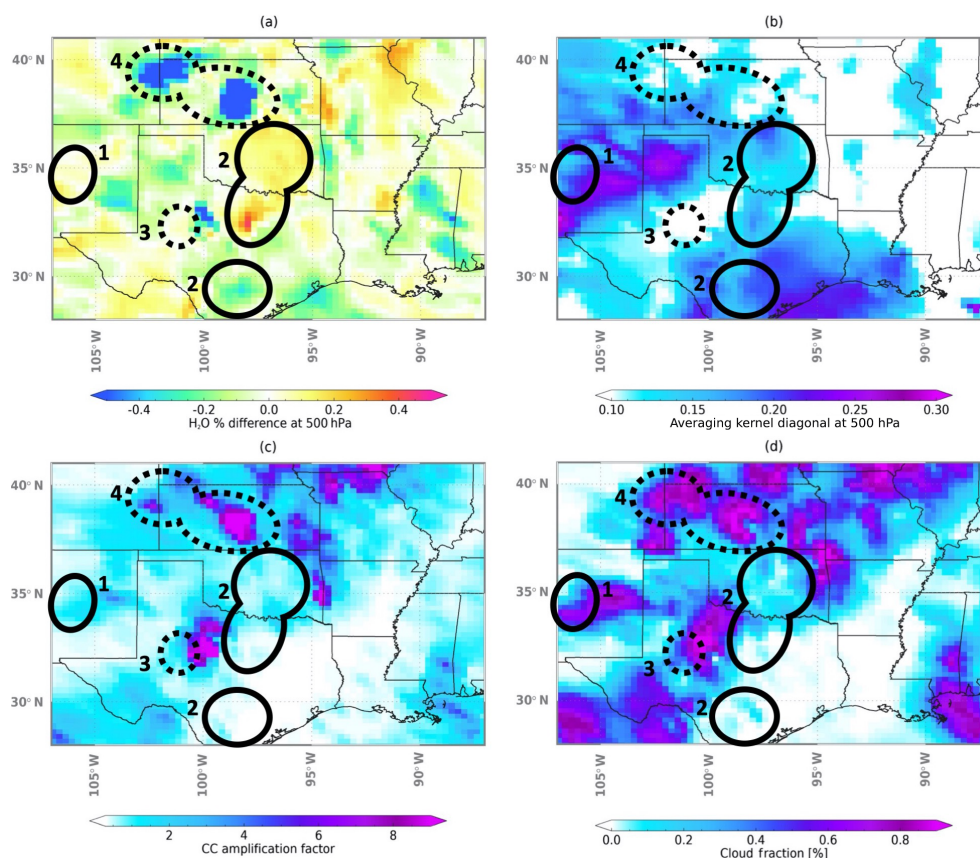 (a)
(b)
40° N
35° N
30° N
4
2
1
3
2
105° W
100° W
95° W
90° W
40° N
35° N
30° N
4
2
1
3
2
105° W
100° W
95° W
90° W
-0.4 -0.2 0.0 0.2 0.4
H₂O % difference at 500 hPa
0.10 0.15 0.20 0.25 0.30
Averaging kernel diagonal at 500 hPa
(c)
(d)
40° N
35° N
30° N
4
2
1
3
2
105° W
100° W
95° W
90° W
40° N
35° N
30° N
4
2
1
3
2
105° W
100° W
95° W
90° W
2 4 6 8
CC amplification factor
0.0 0.2 0.4 0.6 0.8
Cloud fraction [%]